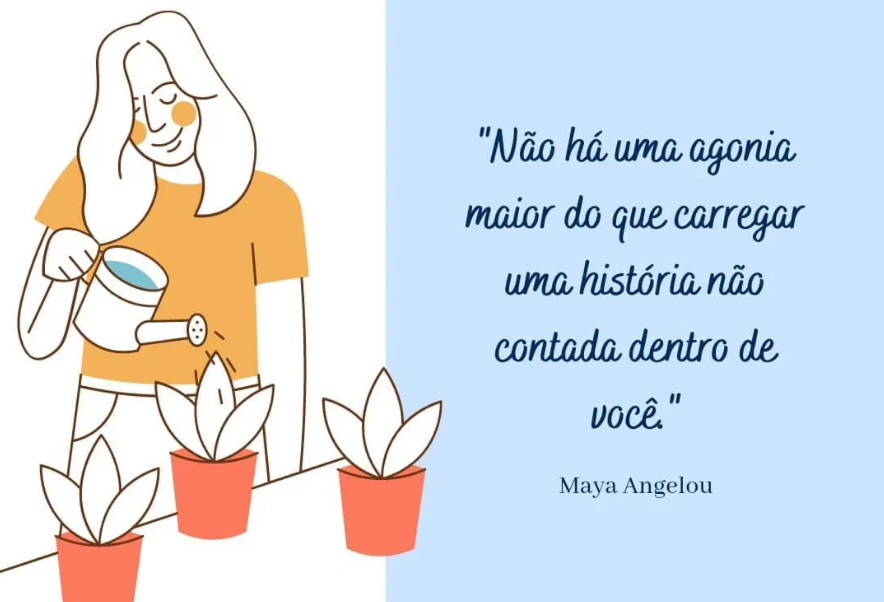 "Não há uma agonia
maior do que carregar
uma história não
contada dentro de
você."
Maya Angelou